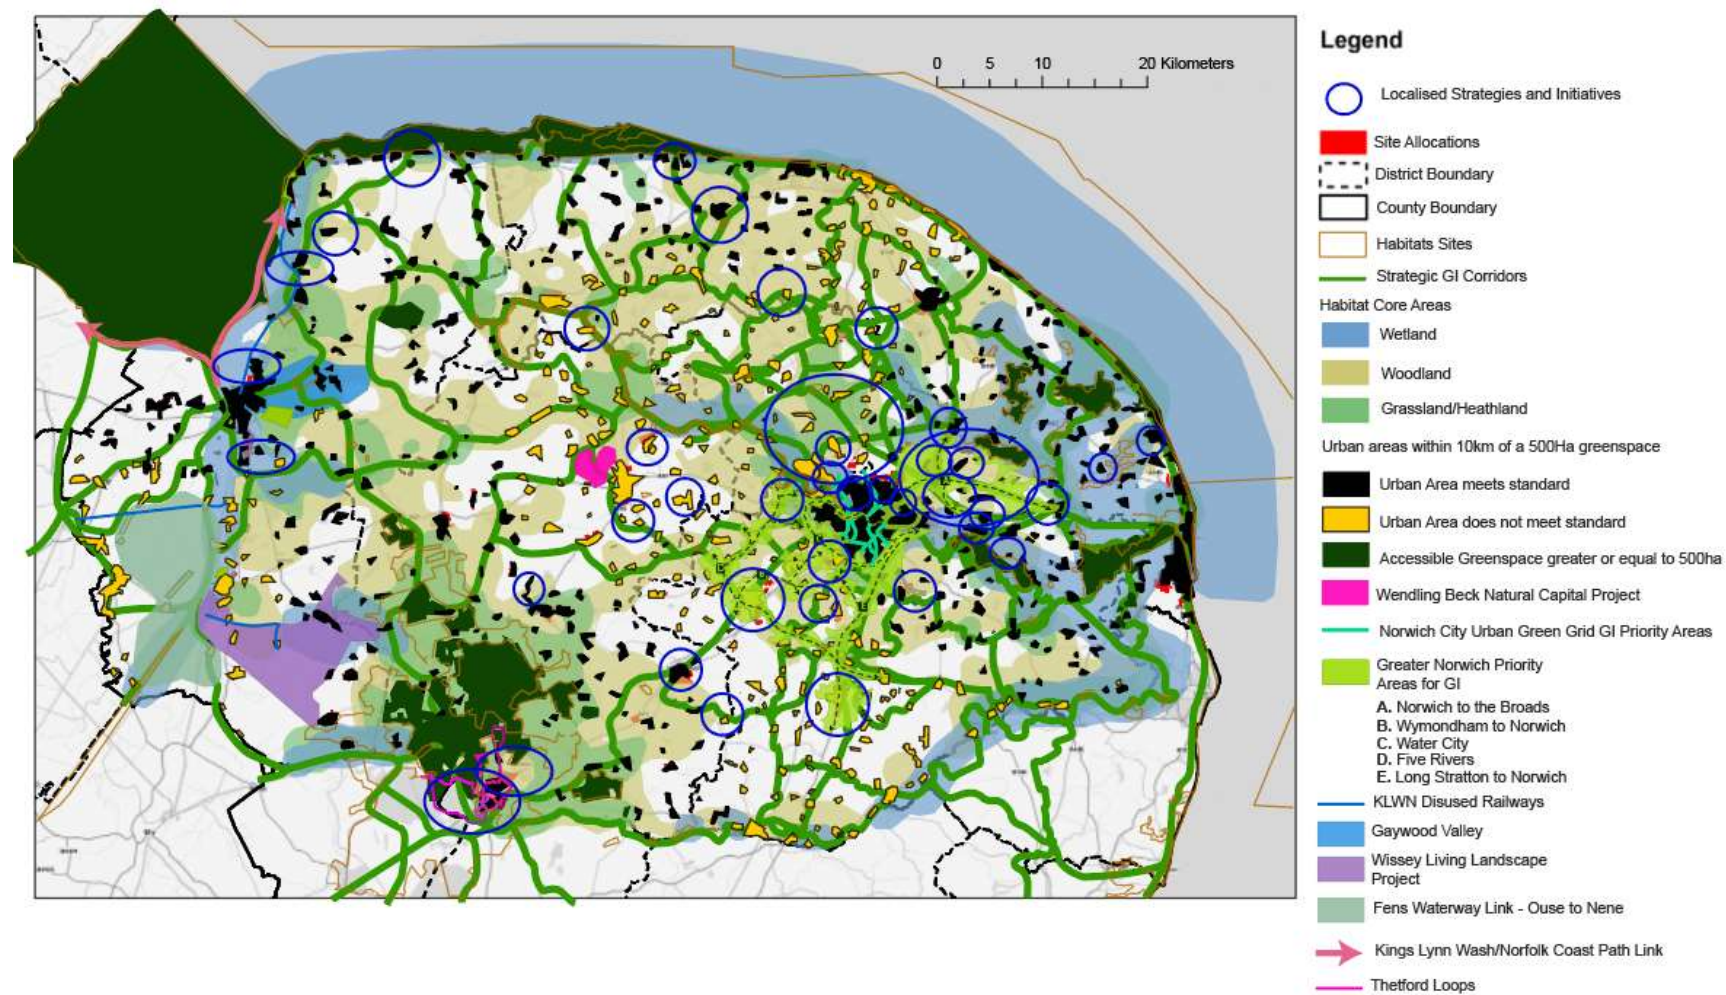 0 5 10 20 Kilometers
Legend
Localised Strategies and Initiatives
Site Allocations
District Boundary
County Boundary
Habitats Sites
Strategic GI Corridors
Habitat Core Areas
Wetland
Woodland
Grassland/Heathland
Urban areas within 10km of a 500Ha greenspace
Urban Area meets standard
Urban Area does not meet standard
Accessible Greenspace greater or equal to 500ha
Wendling Beck Natural Capital Project
Norwich City Urban Green Grid GI Priority Areas
Greater Norwich Priority
Areas for GI
A. Norwich to the Broads
B. Wymondham to Norwich
C. Water City
D. Five Rivers
E. Long Stratton to Norwich
KLWN Disused Railways
Gaywood Valley
Wissey Living Landscape
Project
Fens Waterway Link - Ouse to Nene
Kings Lynn Wash/Norfolk Coast Path Link
Thetford Loops